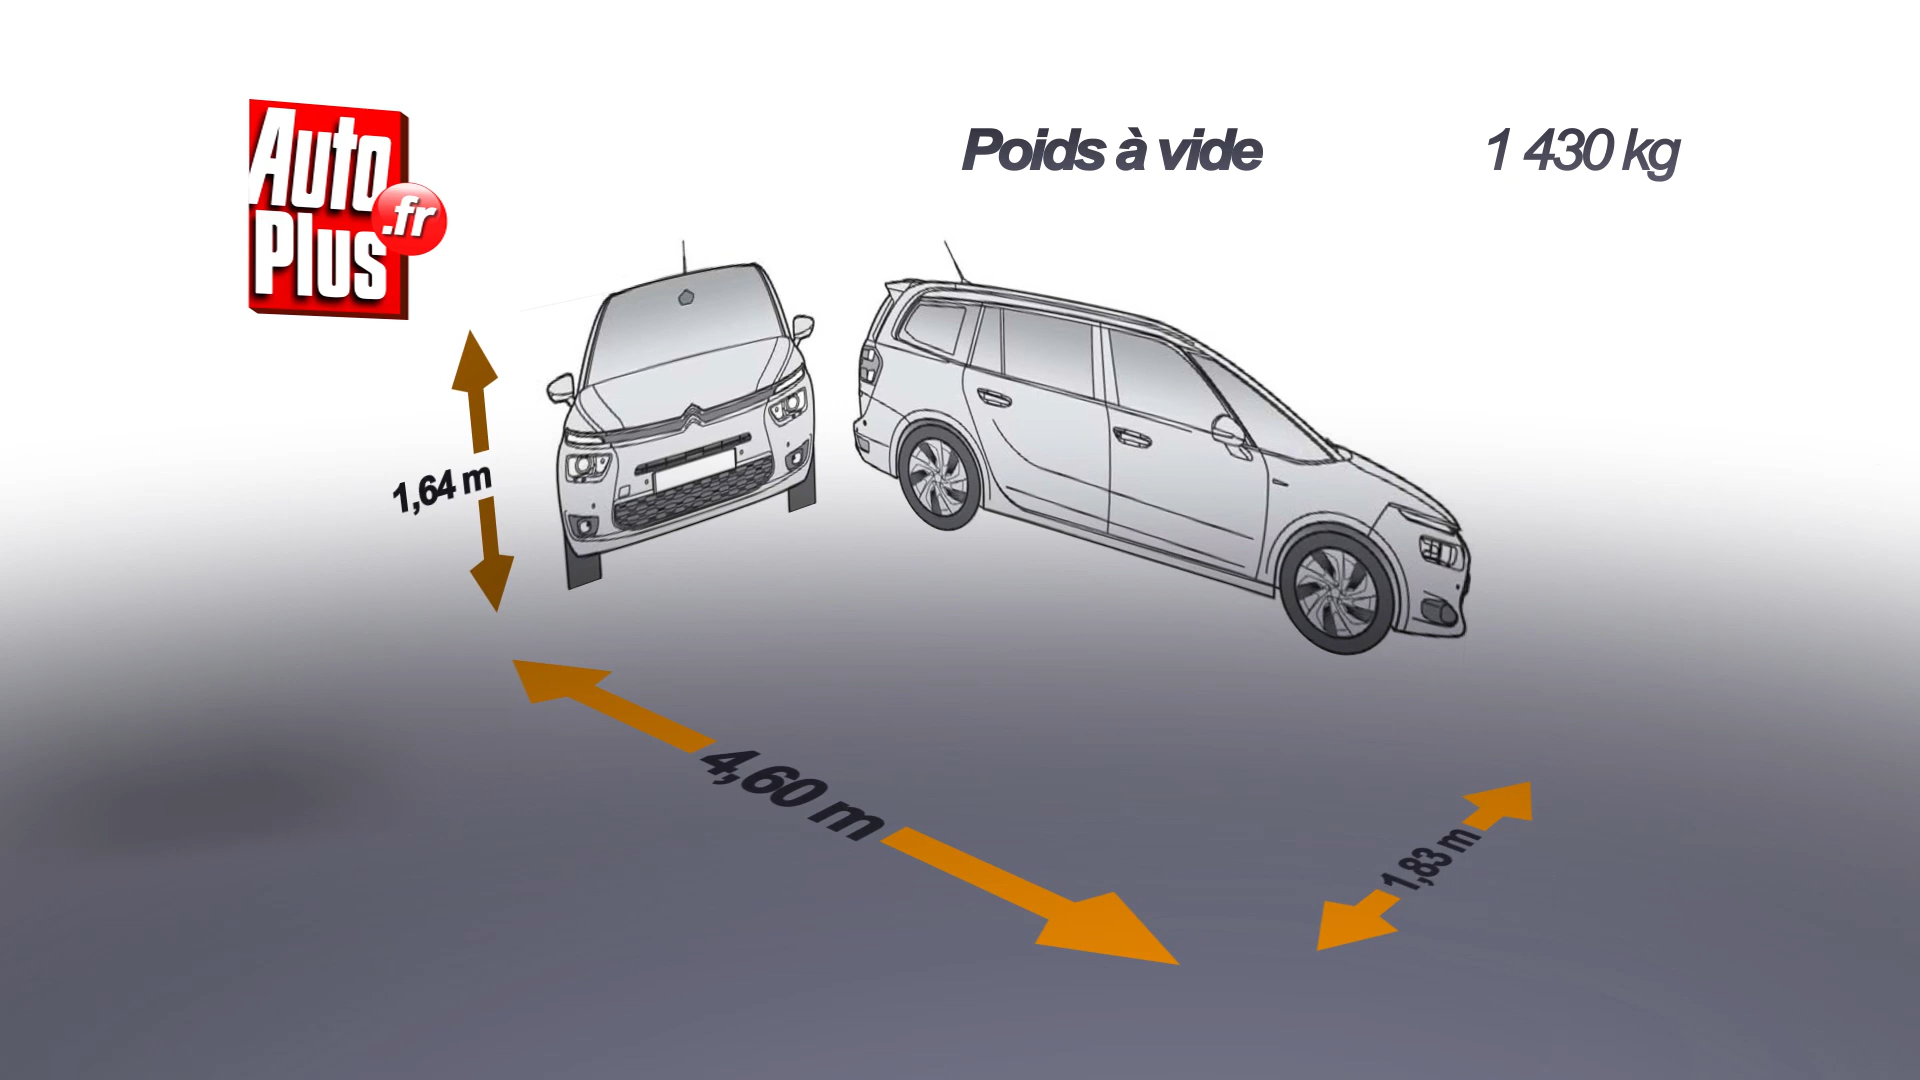 Auto
Plus
.fr
Poids à vide 1 430 kg
1,64 m
4,60 m
1,83 m